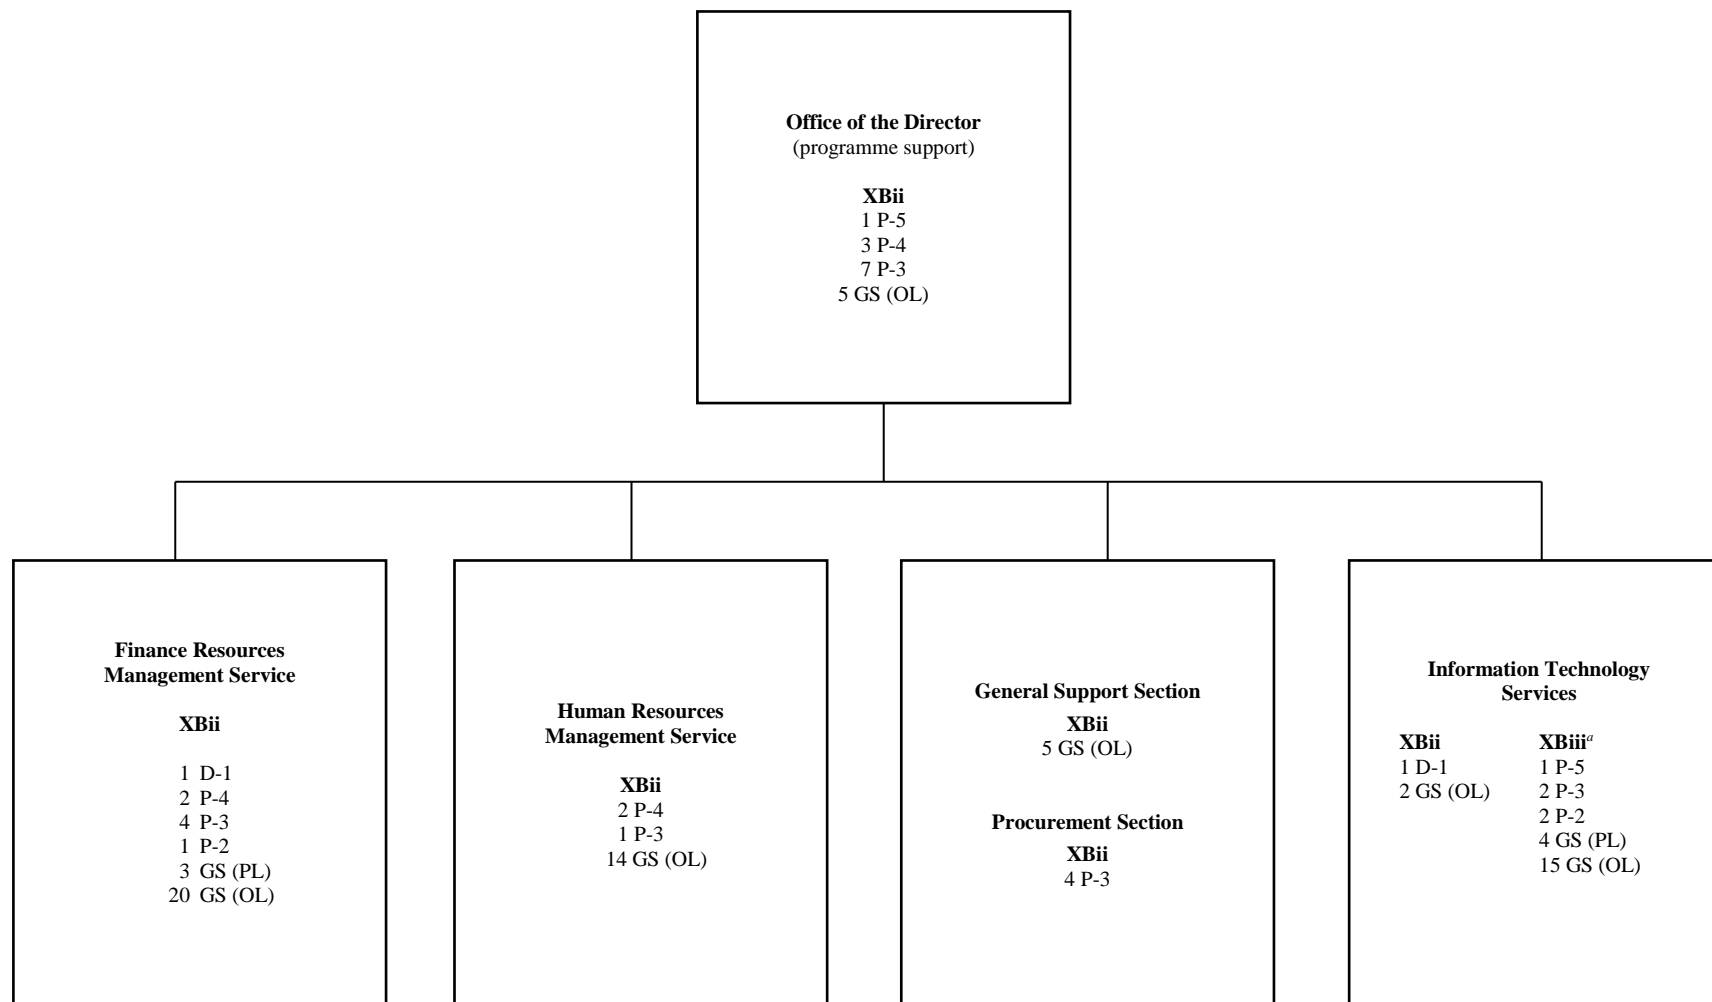 Office of the Director
(programme support)
XBii
1 P-5
3 P-4
7 P-3
5 GS (OL)
Finance Resources
Management Service
XBii
1 D-1
2 P-4
4 P-3
1 P-2
3 GS (PL)
20 GS (OL)
Human Resources
Management Service
XBii
2 P-4
1 P-3
14 GS (OL)
General Support Section
XBii
5 GS (OL)
Procurement Section
XBii
4 P-3
Information Technology
Services
XBii
1 D-1
2 GS (OL)
XBiiiᵃ
1 P-5
2 P-3
2 P-2
4 GS (PL)
15 GS (OL)